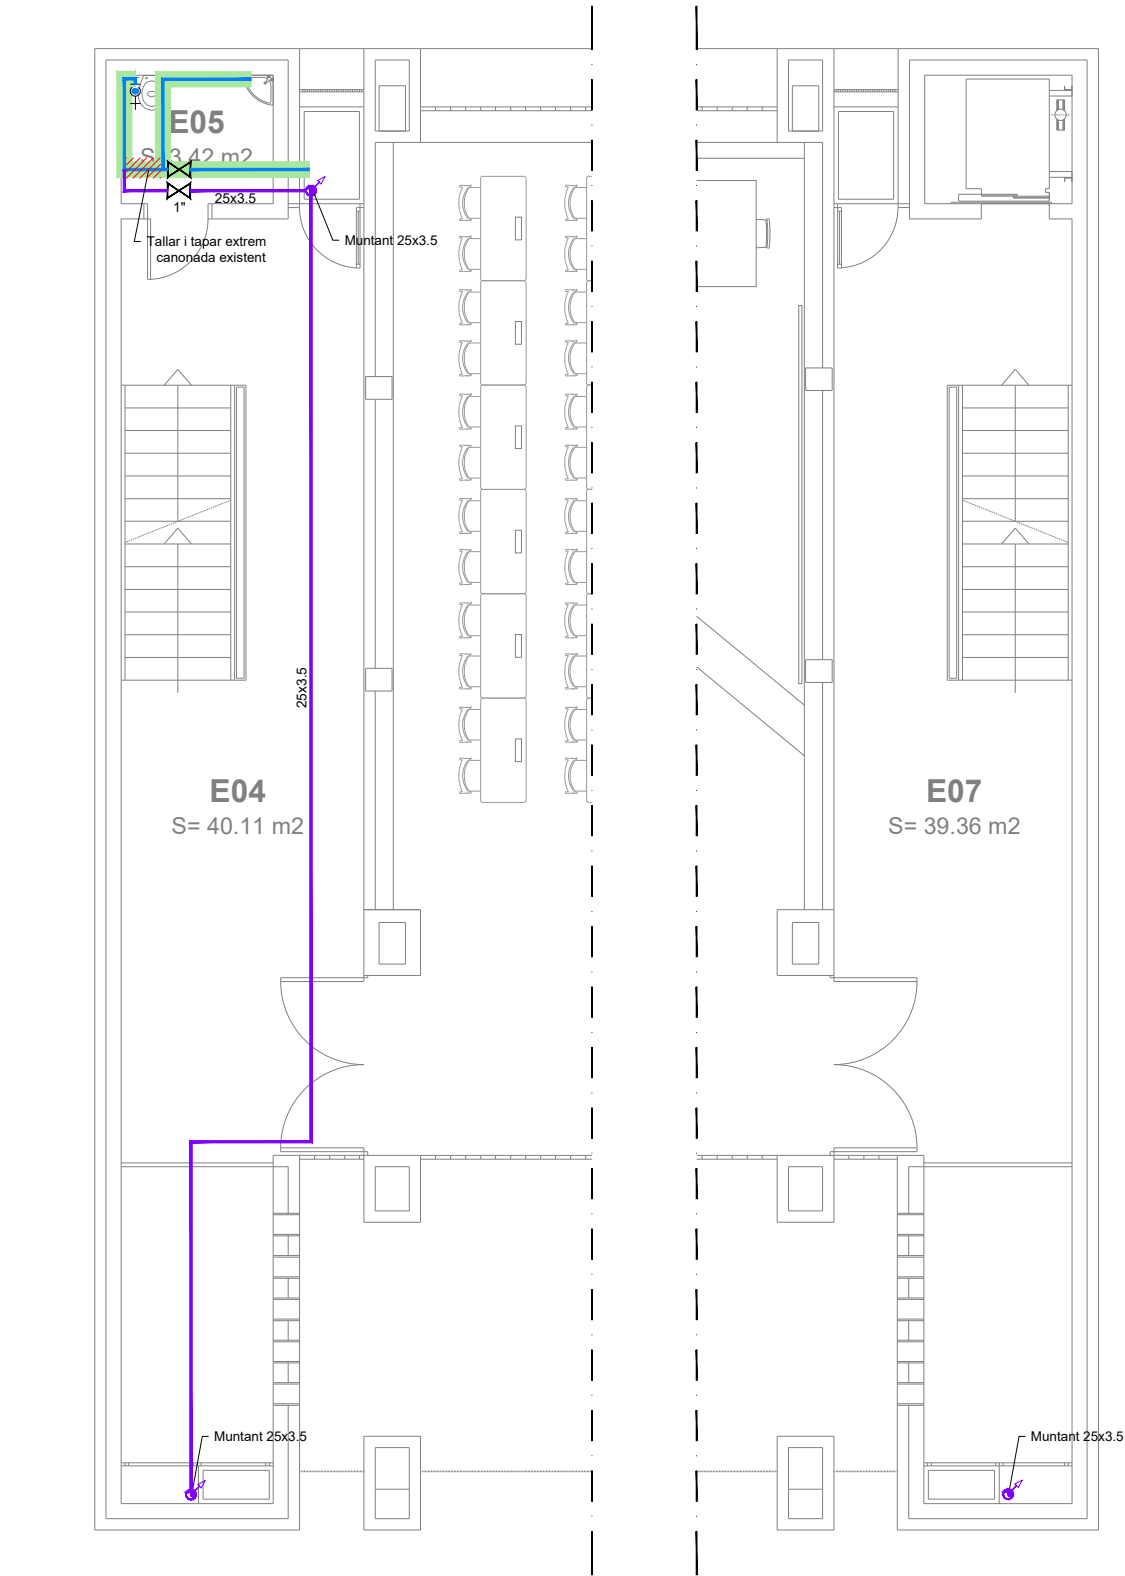 E05
S= 3.42 m2
25x3.5
1"
Tallar i tapar extrem
canonada existent
Muntant 25x3.5
25x3.5
E04
S= 40.11 m2
E07
S= 39.36 m2
Muntant 25x3.5
Muntant 25x3.5